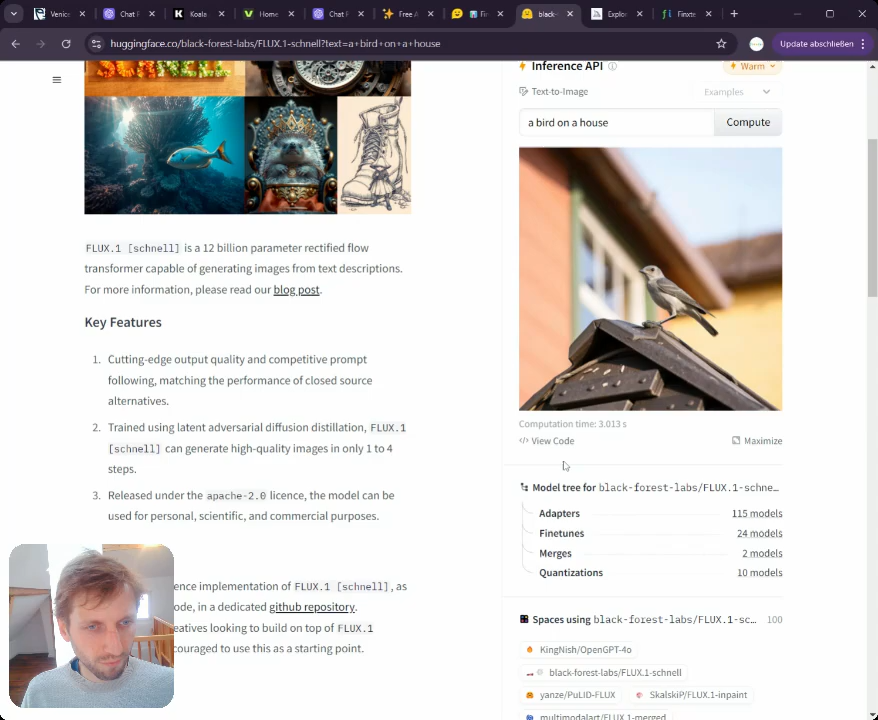 Venice
Chat F
Koala
Home
Chat F
Free A
Fin
black-
Explor
Finxte
huggingface.co/black-forest-labs/FLUX.1-schnell?text=a+bird+on+a+house
Update abschließen
FLUX.1 [schnell] is a 12 billion parameter rectified flow
transformer capable of generating images from text descriptions.
For more information, please read our blog post.
Key Features
1. Cutting-edge output quality and competitive prompt
following, matching the performance of closed source
alternatives.
2. Trained using latent adversarial diffusion distillation, FLUX.1
[schnell] can generate high-quality images in only 1 to 4
steps.
3. Released under the apache-2.0 licence, the model can be
used for personal, scientific, and commercial purposes.
ence implementation of FLUX.1 [schnell], as
ode, in a dedicated github repository.
eatives looking to build on top of FLUX.1
couraged to use this as a starting point.
Inference API
Warm
Text-to-Image
Examples
a bird on a house
Compute
Computation time: 3.013 s
</> View Code
Maximize
Model tree for black-forest-labs/FLUX.1-schne…
Adapters 115 models
Finetunes 24 models
Merges 2 models
Quantizations 10 models
Spaces using black-forest-labs/FLUX.1-sc… 100
KingNish/OpenGPT-4o
black-forest-labs/FLUX.1-schnell
yanze/PuLID-FLUX
SkalskiP/FLUX.1-inpaint
multimodalart/FLUX.1-merged